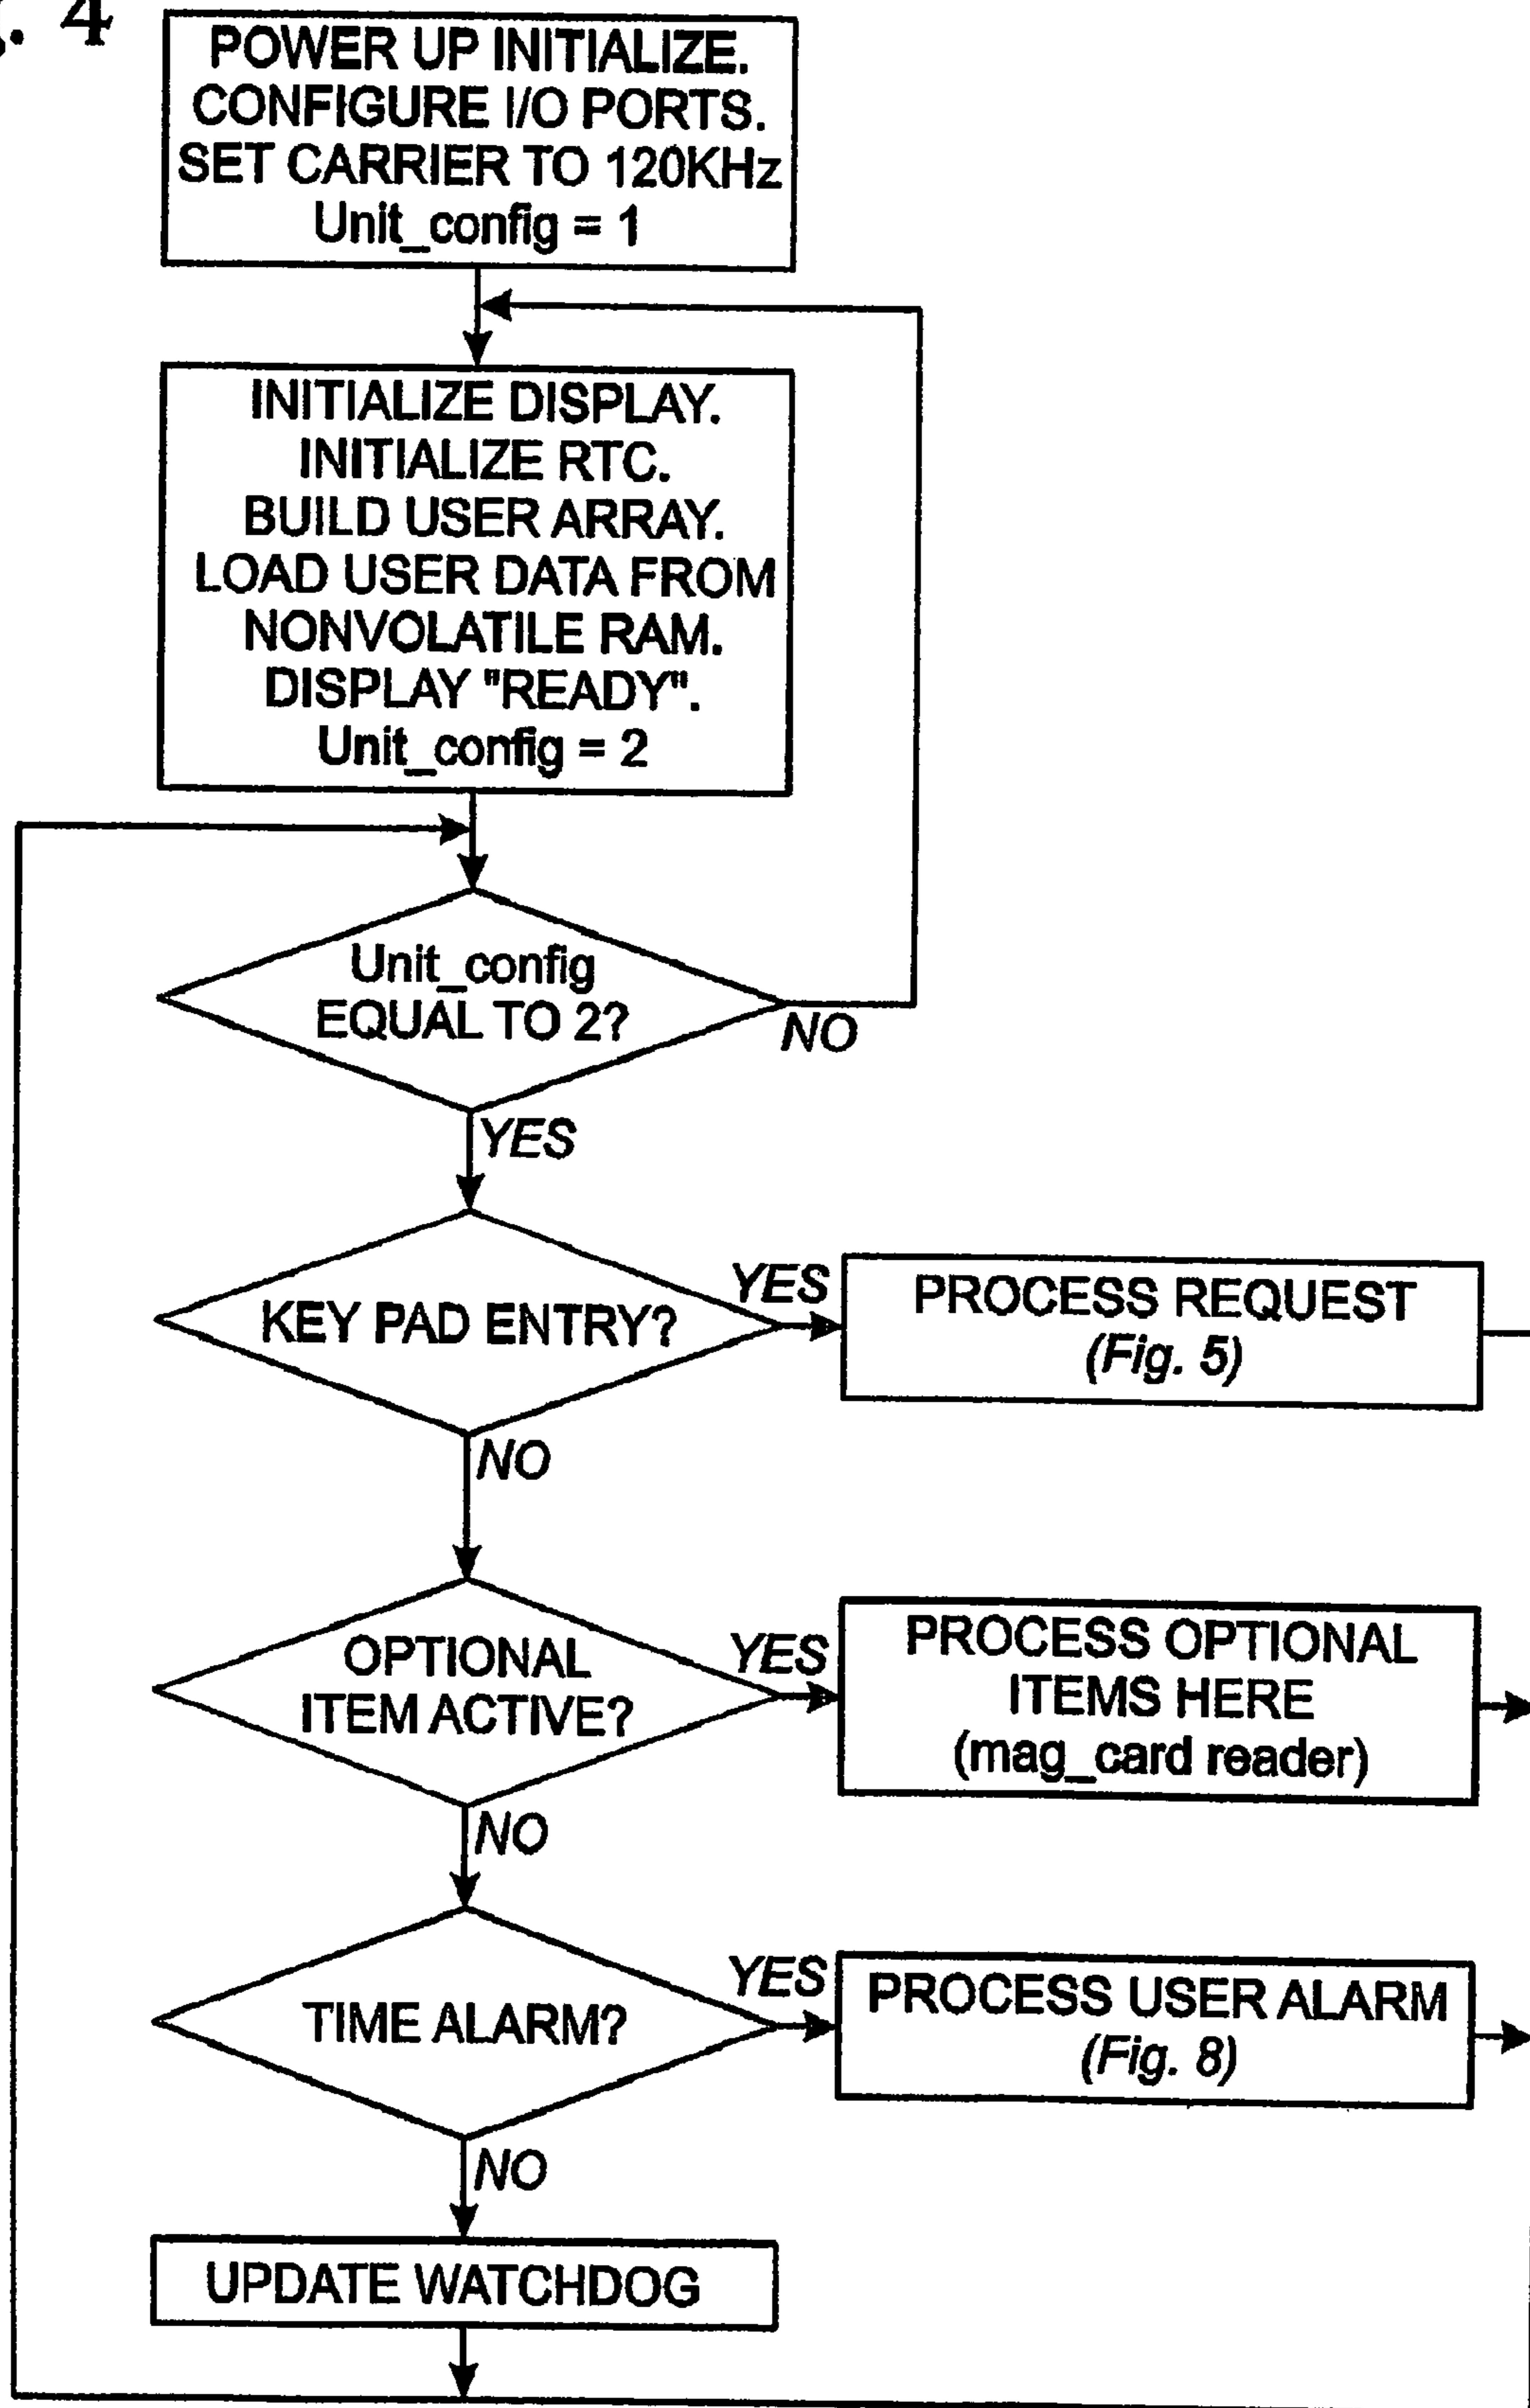 . 4
POWER UP INITIALIZE.
CONFIGURE I/O PORTS.
SET CARRIER TO 120KHz
Unit_config = 1
INITIALIZE DISPLAY.
INITIALIZE RTC.
BUILD USER ARRAY.
LOAD USER DATA FROM
NONVOLATILE RAM.
DISPLAY "READY".
Unit_config = 2
Unit_config
EQUAL TO 2?
NO
YES
KEY PAD ENTRY?
YES
PROCESS REQUEST
(Fig. 5)
NO
OPTIONAL
ITEM ACTIVE?
YES
PROCESS OPTIONAL
ITEMS HERE
(mag_card reader)
NO
TIME ALARM?
YES
PROCESS USER ALARM
(Fig. 8)
NO
UPDATE WATCHDOG